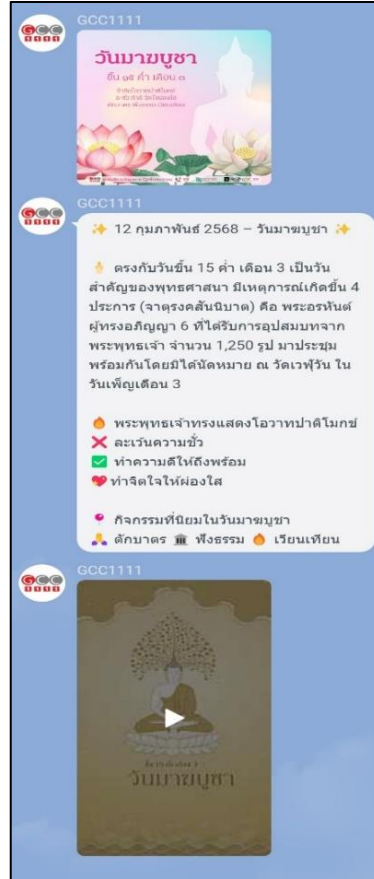 GCC1111
GCC
1111
วันมาฆบูชา
ขึ้น ๑๕ ค่ำ เดือน ๓
GCC
1111
GCC1111
✨ 12 กุมภาพันธ์ 2568 – วันมาฆบูชา ✨
ตรงกับวันขึ้น 15 ค่ำ เดือน 3 เป็นวัน
สำคัญของพุทธศาสนา มีเหตุการณ์เกิดขึ้น 4
ประการ (จาตุรงคสันนิบาต) คือ พระอรหันต์
ผู้ทรงอภิญญา 6 ที่ได้รับการอุปสมบทจาก
พระพุทธเจ้า จำนวน 1,250 รูป มาประชุม
พร้อมกันโดยมิได้นัดหมาย ณ วัดเวฬุวัน ใน
วันเพ็ญเดือน 3
🔥 พระพุทธเจ้าทรงแสดงโอวาทปาติโมกข์
❌ ละเว้นความชั่ว
✅ ทำความดีให้ถึงพร้อม
💖 ทำจิตใจให้ผ่องใส
📍 กิจกรรมที่นิยมในวันมาฆบูชา
🙏 ตักบาตร 🏛 ฟังธรรม 🔥 เวียนเทียน
GCC
1111
GCC1111
วันมาฆบูชา